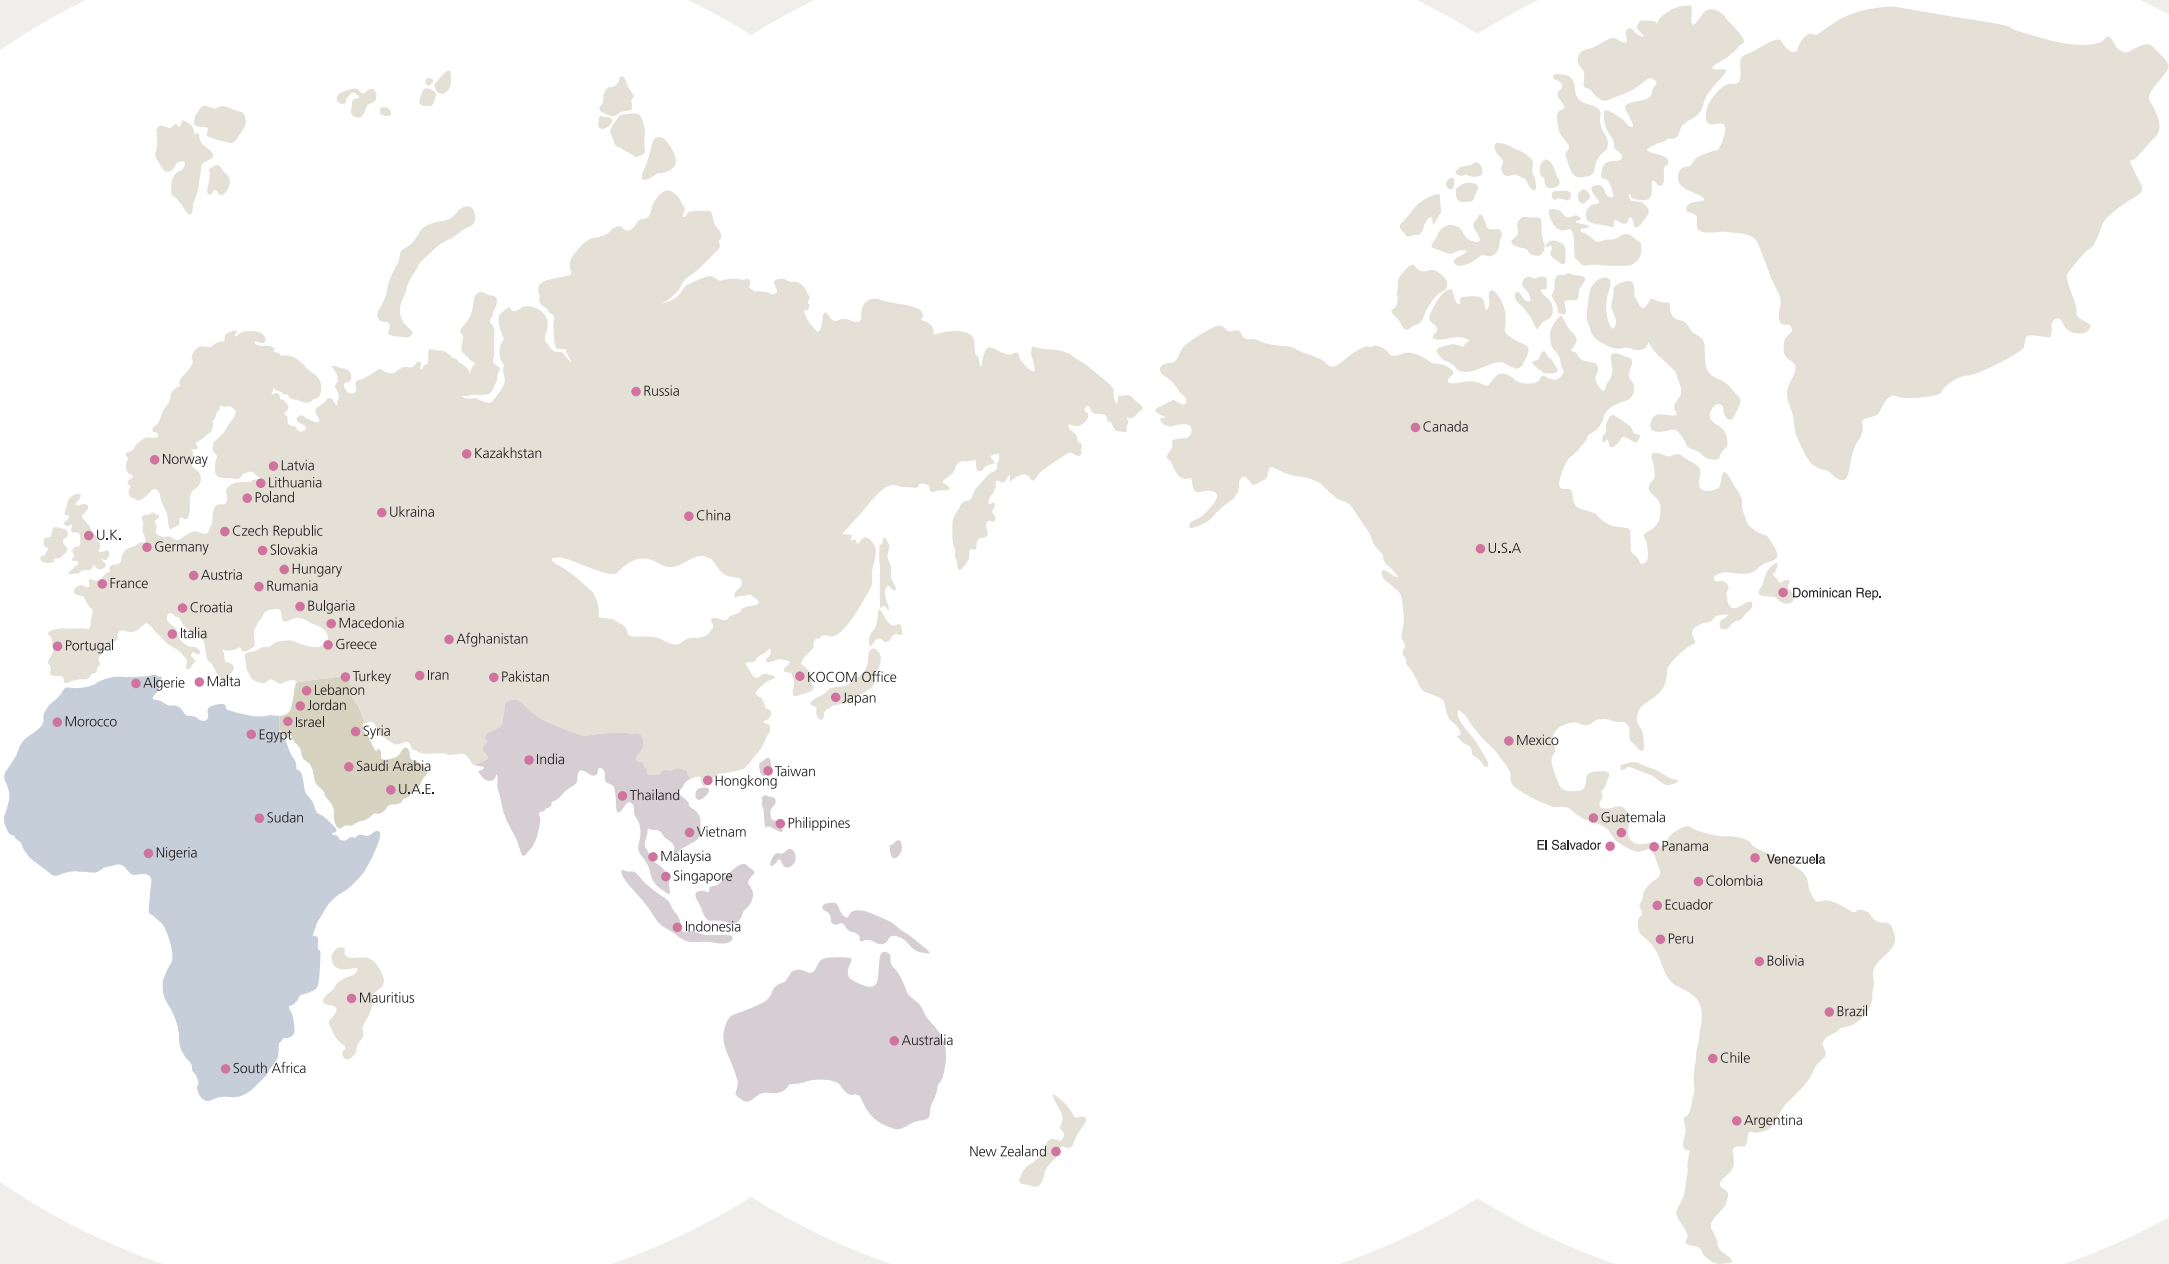 Russia
Canada
Kazakhstan
Norway
Latvia
Lithuania
Poland
Ukraina
China
Czech Republic
U.K.
Germany
Slovakia
U.S.A
Hungary
Austria
France
Rumania
Dominican Rep.
Croatia
Bulgaria
Macedonia
Italia
Afghanistan
Greece
Portugal
Turkey
Iran
Pakistan
KOCOM Office
Algerie
Malta
Lebanon
Japan
Jordan
Morocco
Israel
Syria
Egypt
Mexico
India
Saudi Arabia
Taiwan
Hongkong
U.A.E.
Thailand
Sudan
Guatemala
Philippines
Vietnam
El Salvador
Panama
Nigeria
Malaysia
Venezuela
Singapore
Colombia
Ecuador
Indonesia
Peru
Bolivia
Mauritius
Brazil
Australia
Chile
South Africa
Argentina
New Zealand